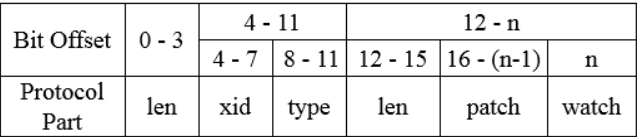 Bit Offset 0 - 3 4 - 11 12 - n
4 - 7 8 - 11 12 - 15 16 - (n-1) n
Protocol Part len xid type len patch watch